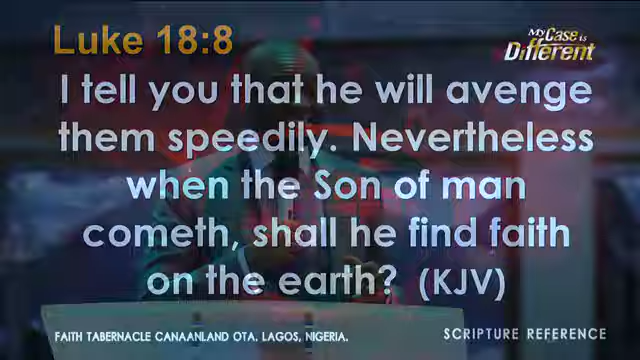 Luke 18:8
My Case is
Different
I tell you that he will avenge
them speedily. Nevertheless
when the Son of man
cometh, shall he find faith
on the earth? (KJV)
FAITH TABERNACLE CANAANLAND OTA. LAGOS, NIGERIA.
SCRIPTURE REFERENCE